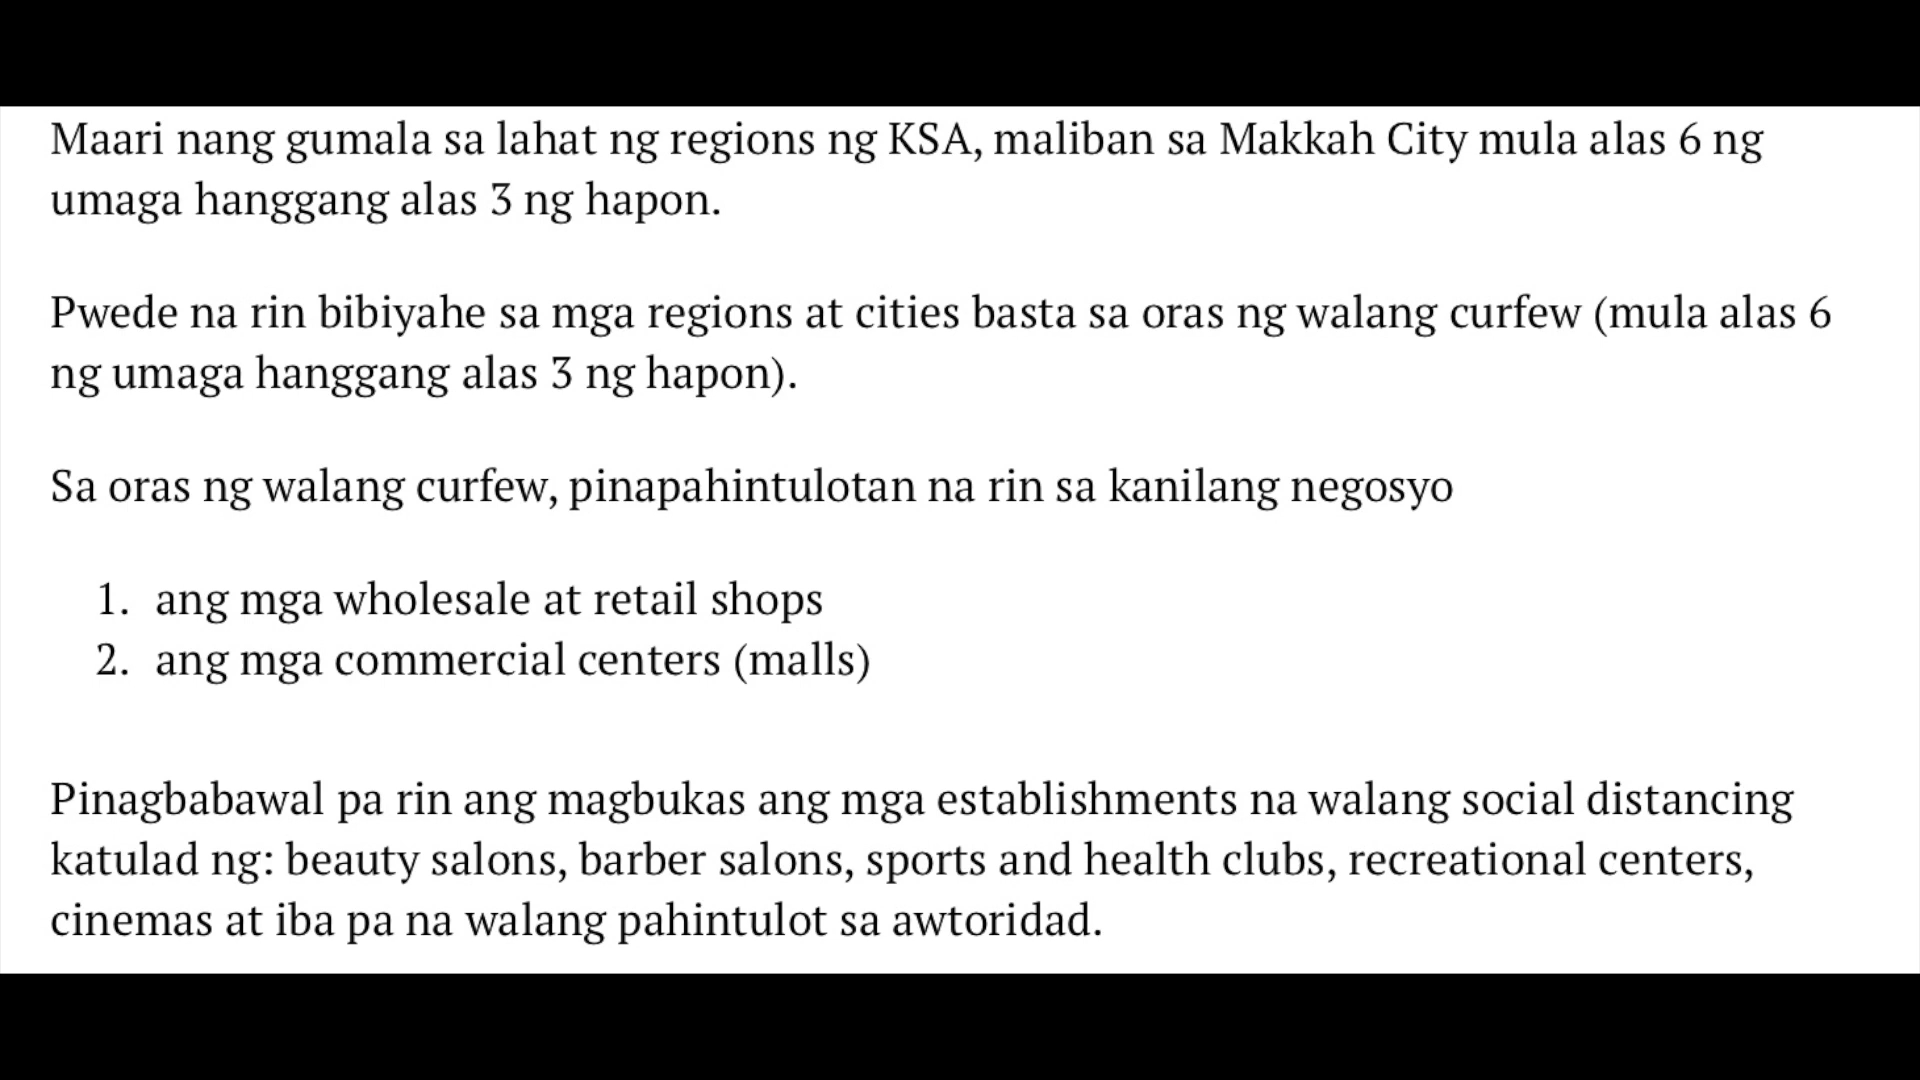 Maari nang gumala sa lahat ng regions ng KSA, maliban sa Makkah City mula alas 6 ng
umaga hanggang alas 3 ng hapon.
Pwede na rin bibiyahe sa mga regions at cities basta sa oras ng walang curfew (mula alas 6
ng umaga hanggang alas 3 ng hapon).
Sa oras ng walang curfew, pinapahintulotan na rin sa kanilang negosyo
1. ang mga wholesale at retail shops
2. ang mga commercial centers (malls)
Pinagbabawal pa rin ang magbukas ang mga establishments na walang social distancing
katulad ng: beauty salons, barber salons, sports and health clubs, recreational centers,
cinemas at iba pa na walang pahintulot sa awtoridad.